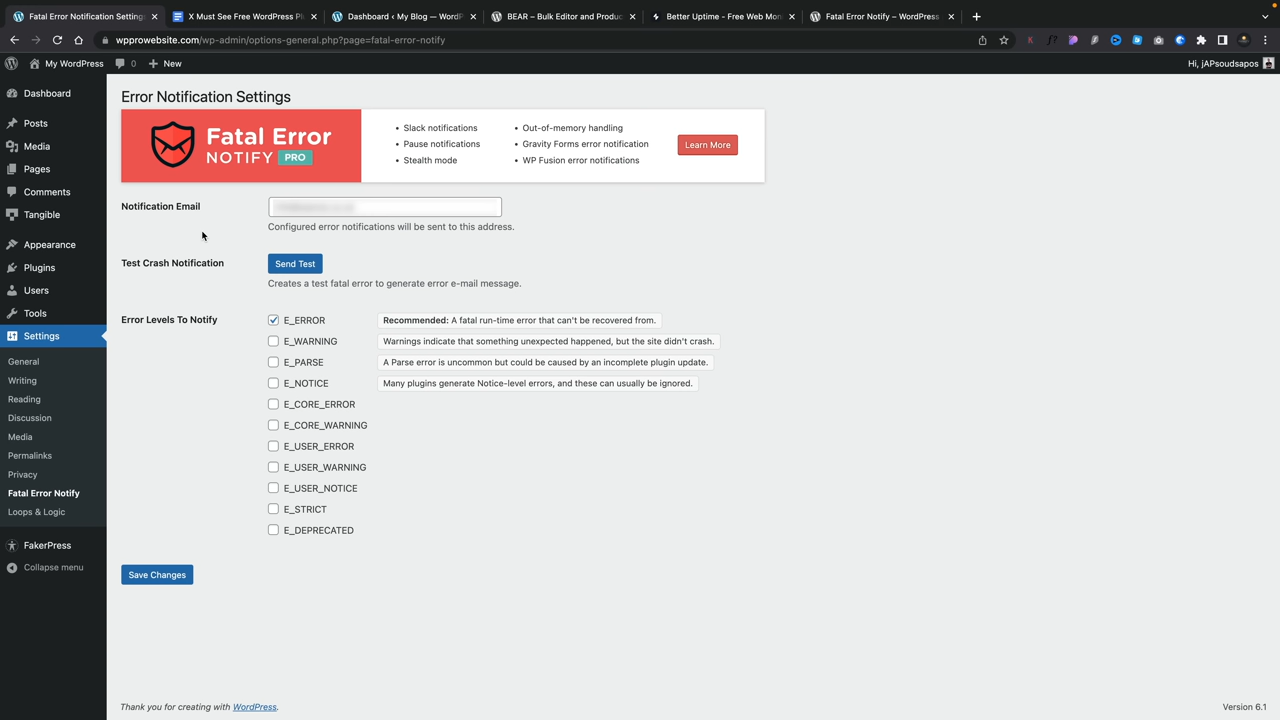 Fatal Error Notification Setting
X Must See Free WordPress Plu
Dashboard ‹ My Blog — WordP
BEAR – Bulk Editor and Produc
Better Uptime - Free Web Mon
Fatal Error Notify – WordPress
wpprowebsite.com/wp-admin/options-general.php?page=fatal-error-notify
My WordPress
0
New
Hi, jAPsoudsapos
Dashboard
Posts
Media
Pages
Comments
Tangible
Appearance
Plugins
Users
Tools
Settings
General
Writing
Reading
Discussion
Media
Permalinks
Privacy
Fatal Error Notify
Loops & Logic
FakerPress
Collapse menu
Error Notification Settings
Fatal Error
NOTIFY PRO
• Slack notifications
• Pause notifications
• Stealth mode
• Out-of-memory handling
• Gravity Forms error notification
• WP Fusion error notifications
Learn More
Notification Email
Configured error notifications will be sent to this address.
Test Crash Notification
Send Test
Creates a test fatal error to generate error e-mail message.
Error Levels To Notify
E_ERROR Recommended: A fatal run-time error that can't be recovered from.
E_WARNING Warnings indicate that something unexpected happened, but the site didn't crash.
E_PARSE A Parse error is uncommon but could be caused by an incomplete plugin update.
E_NOTICE Many plugins generate Notice-level errors, and these can usually be ignored.
E_CORE_ERROR
E_CORE_WARNING
E_USER_ERROR
E_USER_WARNING
E_USER_NOTICE
E_STRICT
E_DEPRECATED
Save Changes
Thank you for creating with WordPress.
Version 6.1